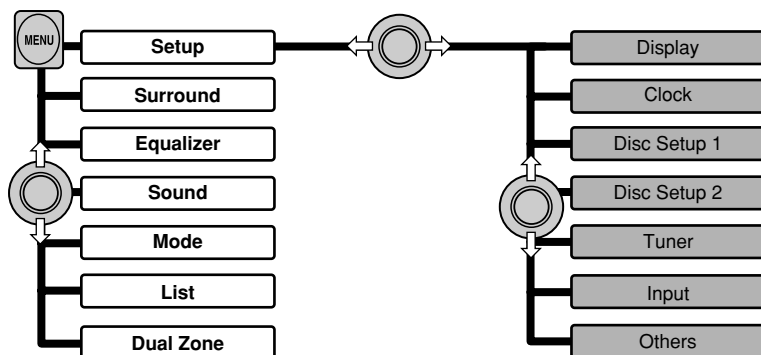 MENU
Setup
Surround
Equalizer
Sound
Mode
List
Dual Zone
Display
Clock
Disc Setup 1
Disc Setup 2
Tuner
Input
Others